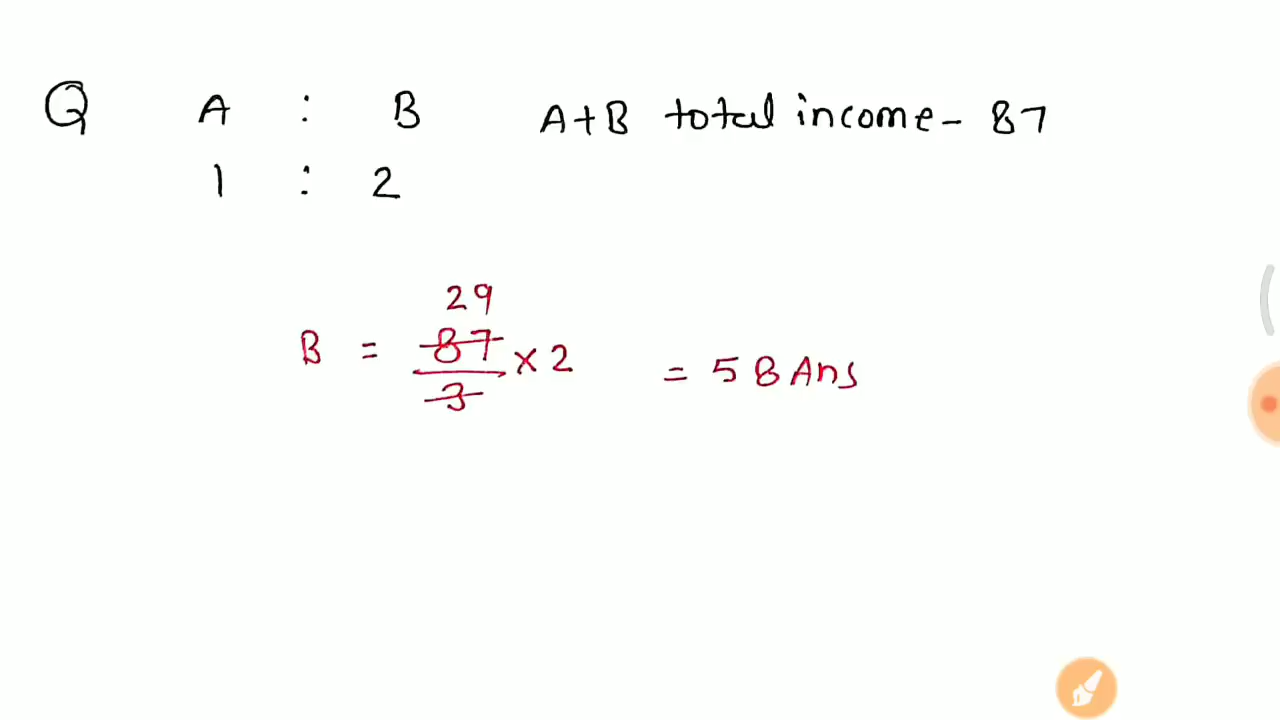 Q A : B A+B total income - 87
1 : 2
29
B = 87/3 × 2 = 58 Ans